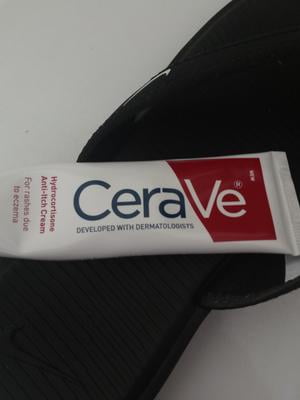 CeraVe®
NEW
DEVELOPED WITH DERMATOLOGISTS
Hydrocortisone
Anti-Itch Cream
For rashes due
to eczema